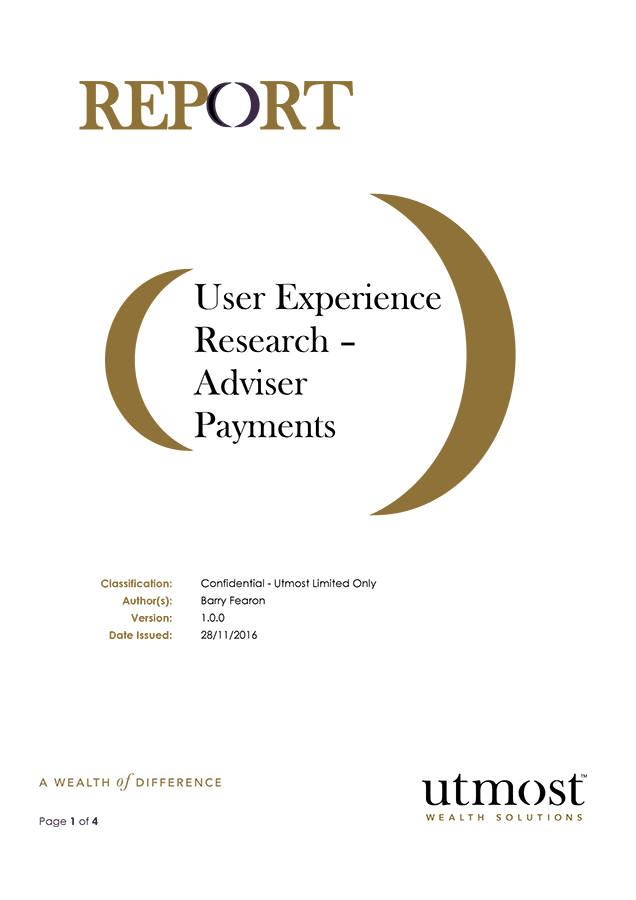 REPORT
User Experience
Research –
Adviser
Payments
Classification: Confidential - Utmost Limited Only
Author(s): Barry Fearon
Version: 1.0.0
Date Issued: 28/11/2016
A WEALTH of DIFFERENCE
utmost™
WEALTH SOLUTIONS
Page 1 of 4